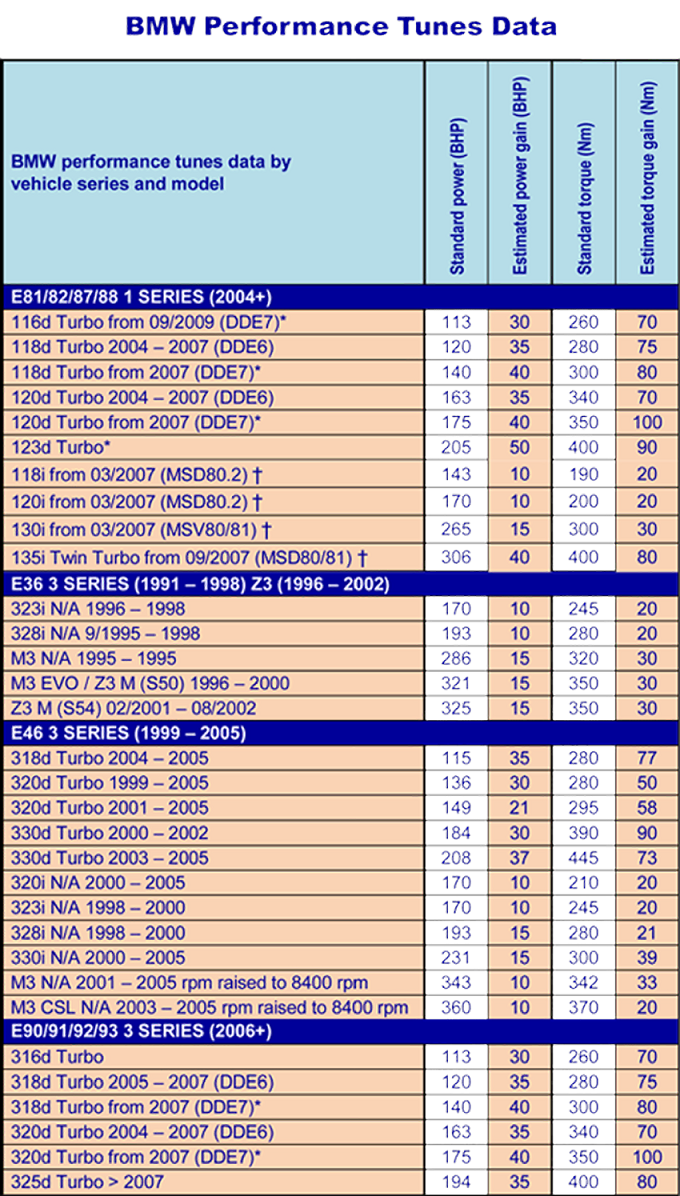 BMW Performance Tunes Data
BMW performance tunes data by
vehicle series and model
Standard power (BHP)
Estimated power gain (BHP)
Standard torque (Nm)
Estimated torque gain (Nm)
E81/82/87/88 1 SERIES (2004+)
116d Turbo from 09/2009 (DDE7)* 113 30 260 70
118d Turbo 2004 – 2007 (DDE6) 120 35 280 75
118d Turbo from 2007 (DDE7)* 140 40 300 80
120d Turbo 2004 – 2007 (DDE6) 163 35 340 70
120d Turbo from 2007 (DDE7)* 175 40 350 100
123d Turbo* 205 50 400 90
118i from 03/2007 (MSD80.2) † 143 10 190 20
120i from 03/2007 (MSD80.2) † 170 10 200 20
130i from 03/2007 (MSV80/81) † 265 15 300 30
135i Twin Turbo from 09/2007 (MSD80/81) † 306 40 400 80
E36 3 SERIES (1991 – 1998) Z3 (1996 – 2002)
323i N/A 1996 – 1998 170 10 245 20
328i N/A 9/1995 – 1998 193 10 280 20
M3 N/A 1995 – 1995 286 15 320 30
M3 EVO / Z3 M (S50) 1996 – 2000 321 15 350 30
Z3 M (S54) 02/2001 – 08/2002 325 15 350 30
E46 3 SERIES (1999 – 2005)
318d Turbo 2004 – 2005 115 35 280 77
320d Turbo 1999 – 2005 136 30 280 50
320d Turbo 2001 – 2005 149 21 295 58
330d Turbo 2000 – 2002 184 30 390 90
330d Turbo 2003 – 2005 208 37 445 73
320i N/A 2000 – 2005 170 10 210 20
323i N/A 1998 – 2000 170 10 245 20
328i N/A 1998 – 2000 193 15 280 21
330i N/A 2000 – 2005 231 15 300 39
M3 N/A 2001 – 2005 rpm raised to 8400 rpm 343 10 342 33
M3 CSL N/A 2003 – 2005 rpm raised to 8400 rpm 360 10 370 20
E90/91/92/93 3 SERIES (2006+)
316d Turbo 113 30 260 70
318d Turbo 2005 – 2007 (DDE6) 120 35 280 75
318d Turbo from 2007 (DDE7)* 140 40 300 80
320d Turbo 2004 – 2007 (DDE6) 163 35 340 70
320d Turbo from 2007 (DDE7)* 175 40 350 100
325d Turbo > 2007 194 35 400 80